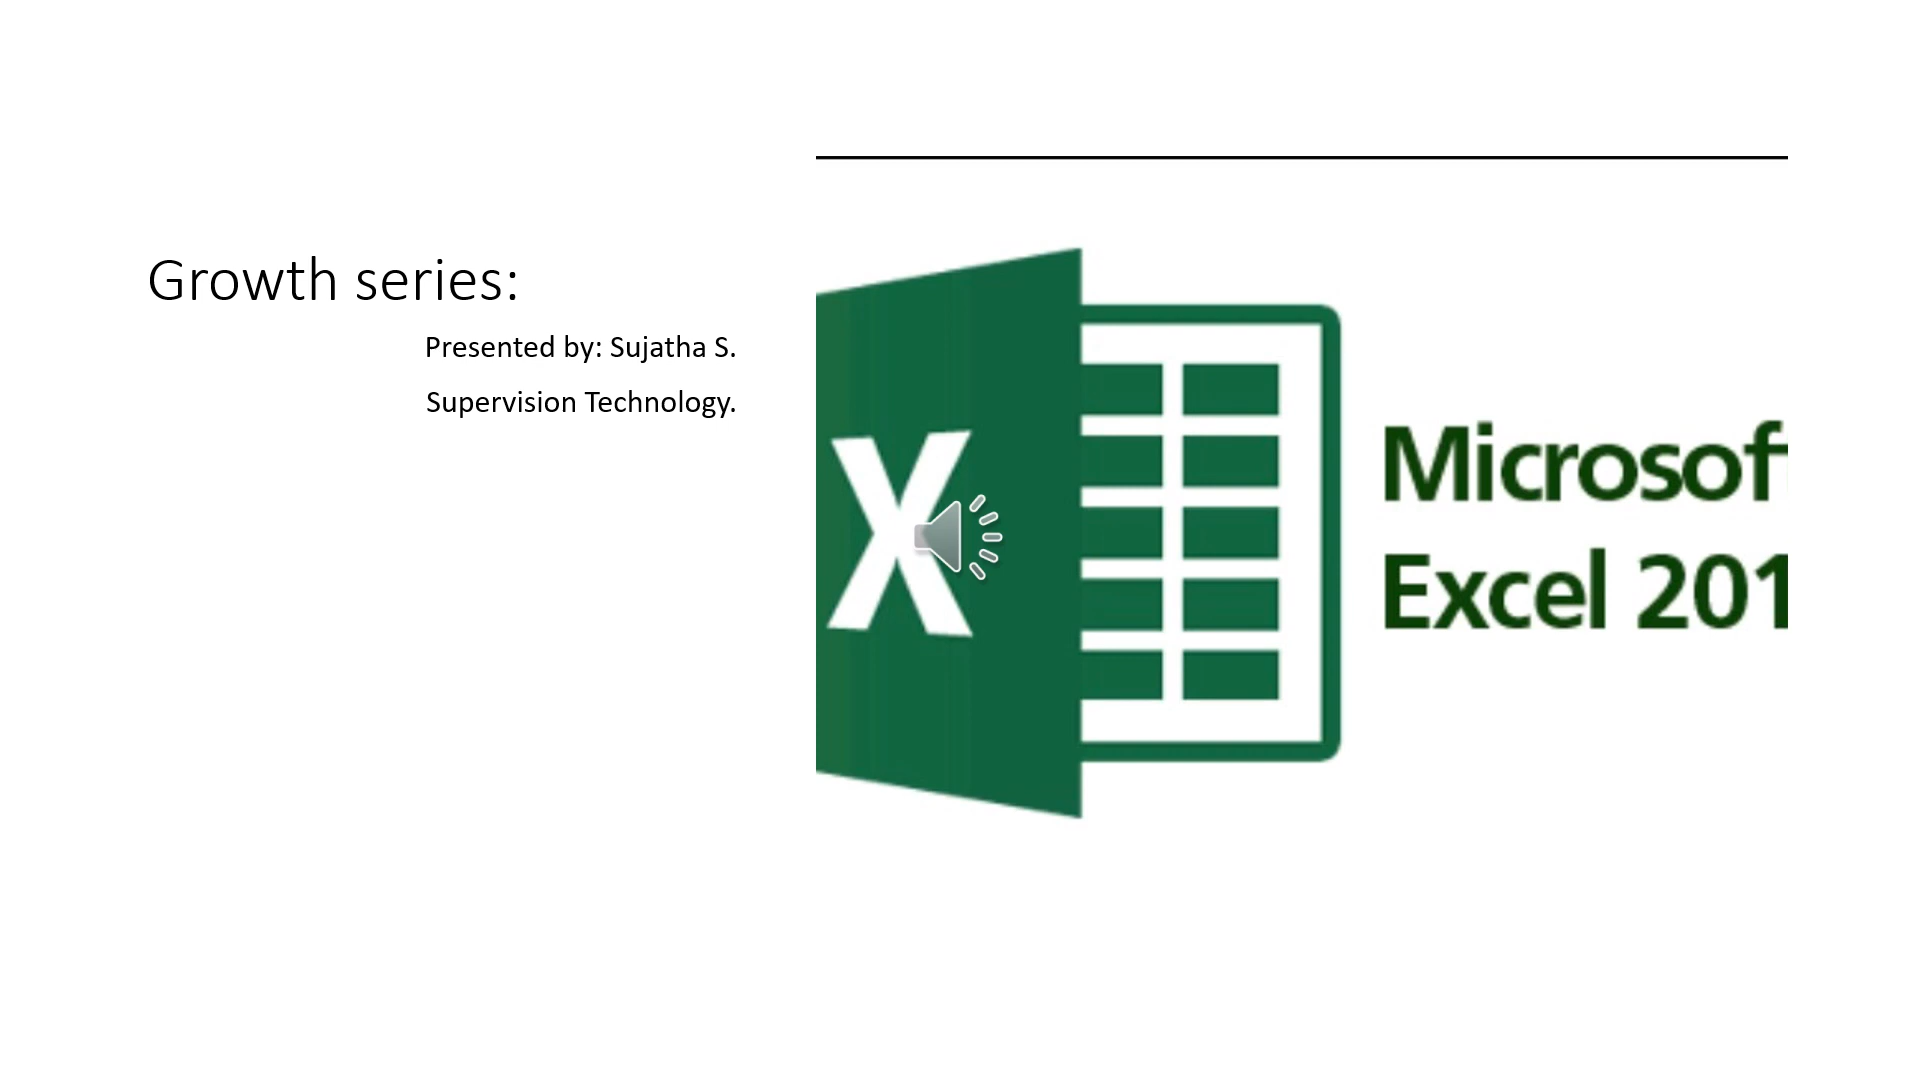 Growth series:
Presented by: Sujatha S.
Supervision Technology.
X
Microsof
Excel 201